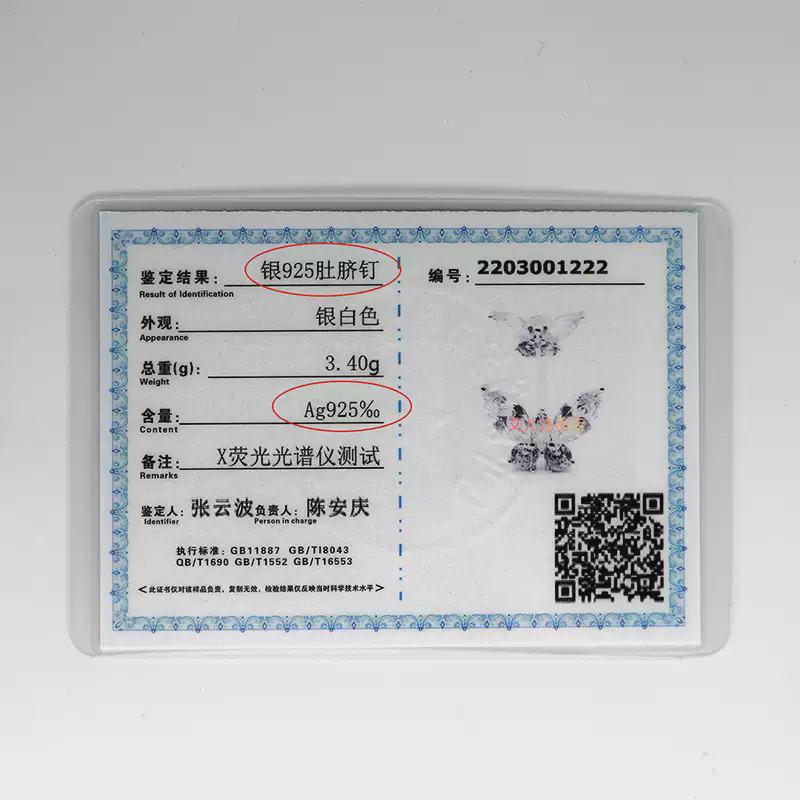 鉴定结果: 银925肚脐钉
Result of Identification
外观: 银白色
Appearance
总重(g): 3.40g
Weight
含量: Ag925‰
Content
备注: X荧光光谱仪测试
Remarks
鉴定人: 张云波 负责人: 陈安庆
Identifier Person in charge
执行标准: GB11887 GB/TI8043
QB/T1690 GB/T1552 GB/T16553
<此证书仅对该样品负责，复制无效，检验结果仅反映当时科学技术水平>
编号: 2203001222